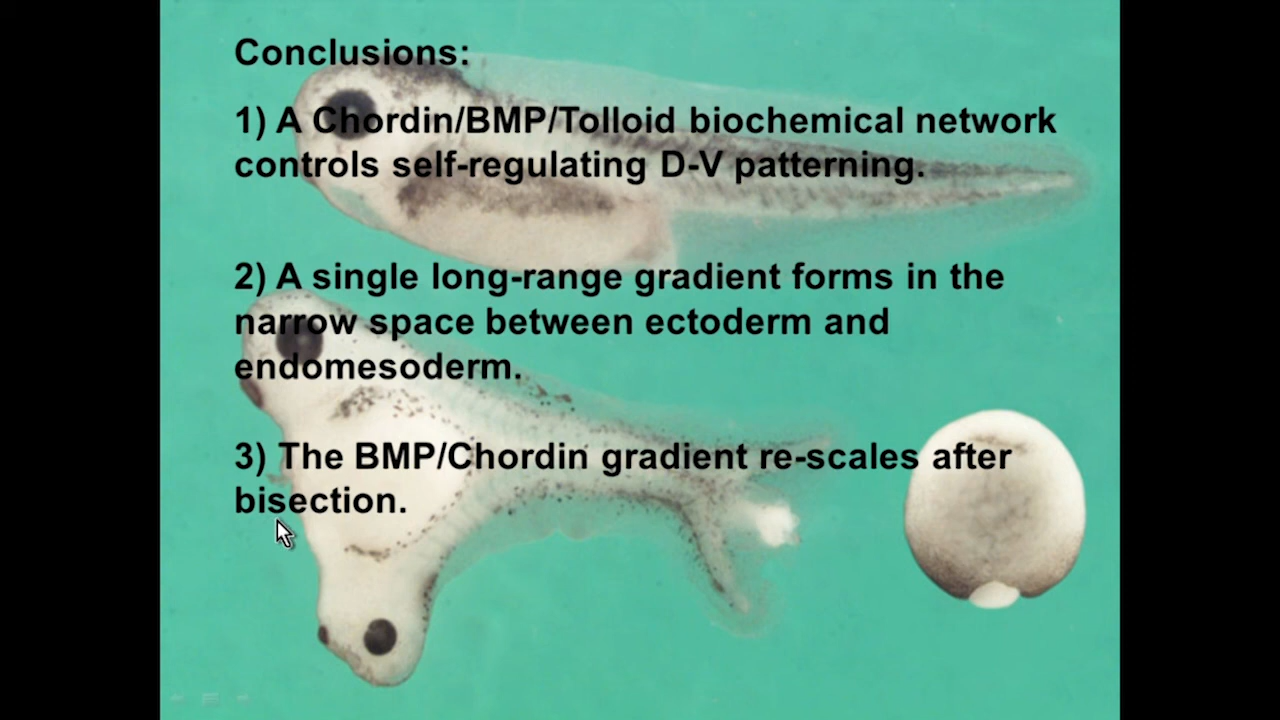 Conclusions:
1) A Chordin/BMP/Tolloid biochemical network
controls self-regulating D-V patterning.
2) A single long-range gradient forms in the
narrow space between ectoderm and
endomesoderm.
3) The BMP/Chordin gradient re-scales after
bisection.